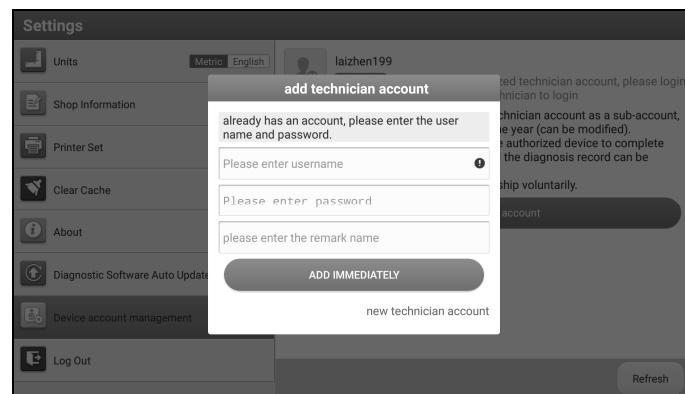 Settings
Units
Metric English
laizhen199
Shop Information
Printer Set
Clear Cache
About
Diagnostic Software Auto Update
Device account management
Log Out
add technician account
already has an account, please enter the user
name and password.
Please enter username
Please enter password
please enter the remark name
ADD IMMEDIATELY
new technician account
technician account, please login
to login
account as a sub-account,
year (can be modified).
authorized device to complete
the diagnosis record can be
voluntarily.
account
Refresh